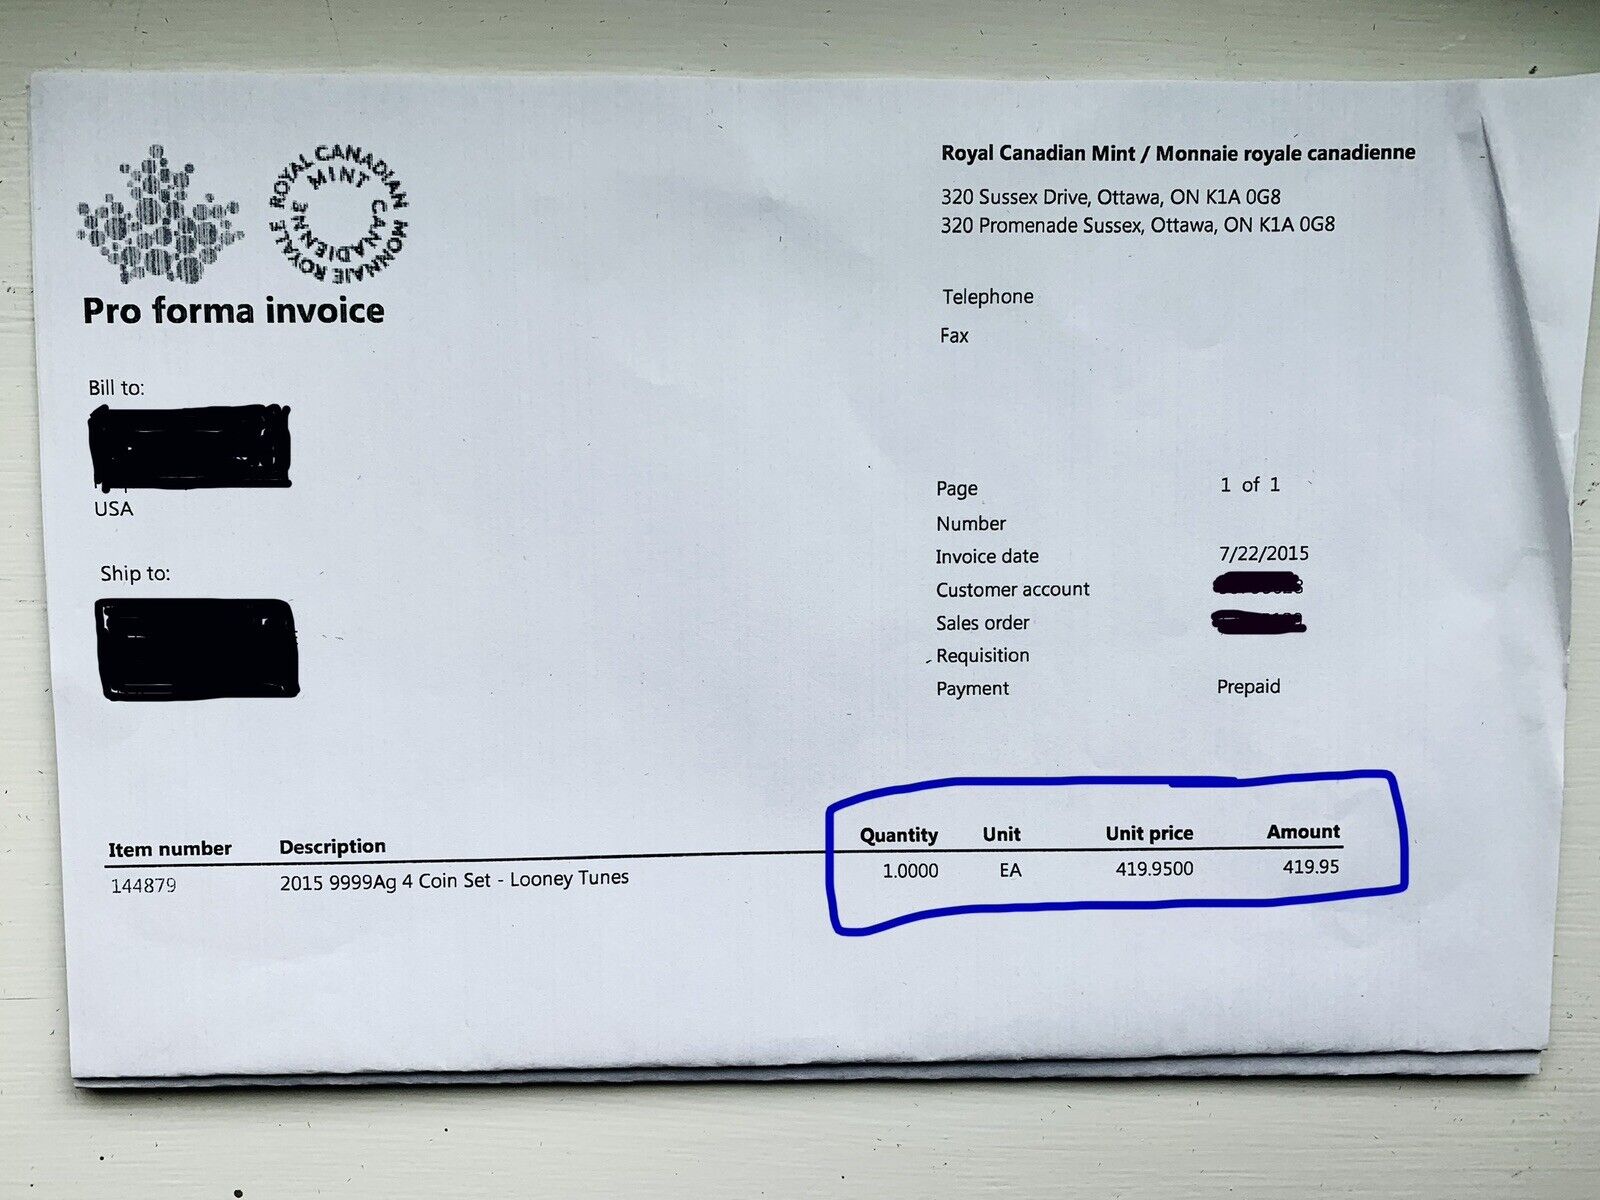 ROYAL CANADIAN MINT
MONNAIE ROYALE CANADIENNE
Pro forma invoice
Royal Canadian Mint / Monnaie royale canadienne
320 Sussex Drive, Ottawa, ON K1A 0G8
320 Promenade Sussex, Ottawa, ON K1A 0G8
Telephone
Fax
Bill to:
USA
Ship to:
Page 1 of 1
Number
Invoice date 7/22/2015
Customer account
Sales order
Requisition
Payment Prepaid
Item number Description Quantity Unit Unit price Amount
144879 2015 9999Ag 4 Coin Set - Looney Tunes 1.0000 EA 419.9500 419.95